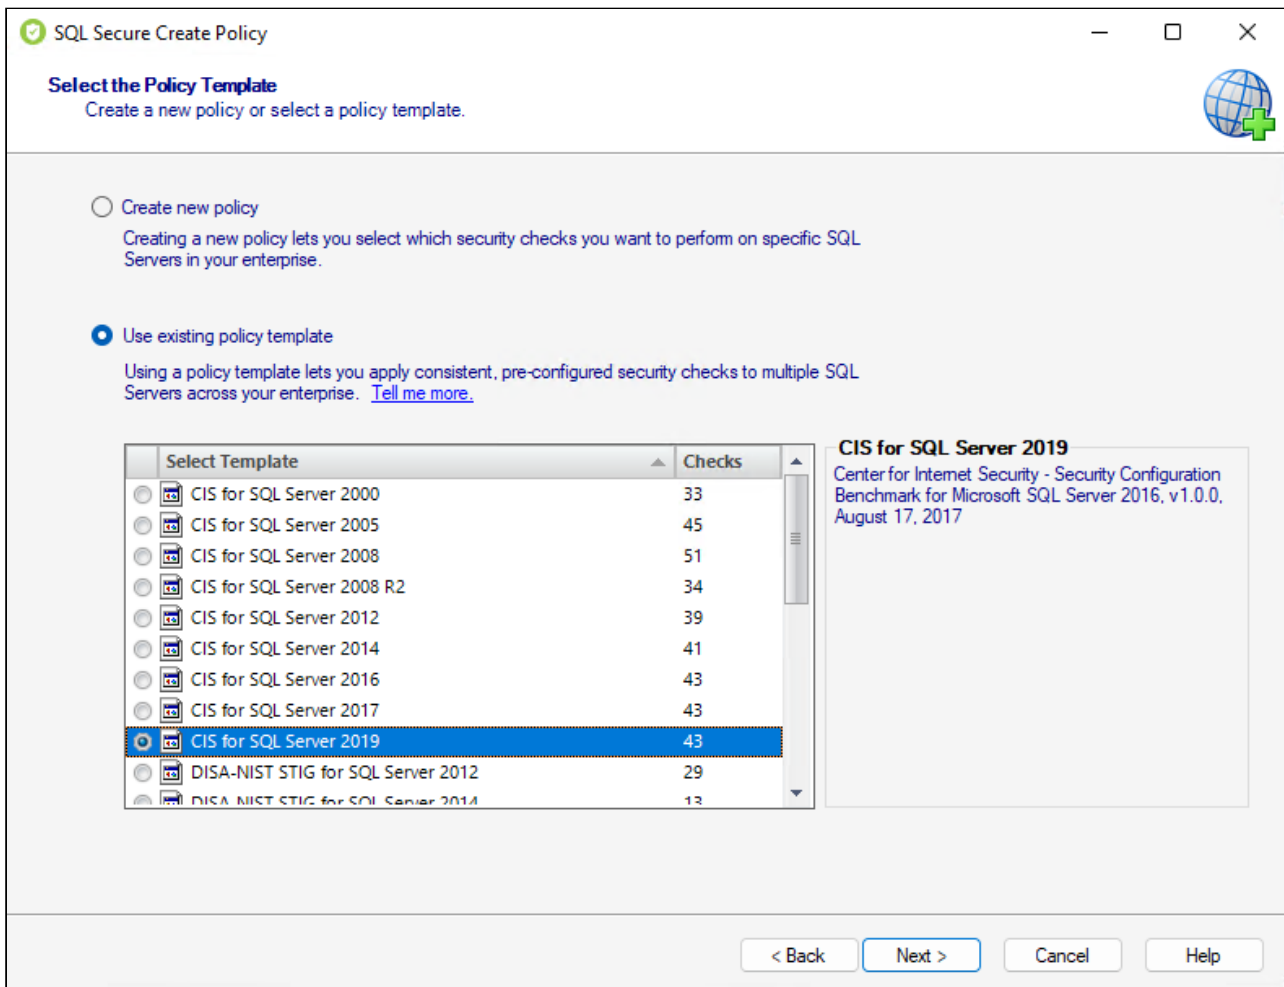 SQL Secure Create Policy
Select the Policy Template
Create a new policy or select a policy template.
Create new policy
Creating a new policy lets you select which security checks you want to perform on specific SQL
Servers in your enterprise.
Use existing policy template
Using a policy template lets you apply consistent, pre-configured security checks to multiple SQL
Servers across your enterprise. Tell me more.
Select Template Checks
CIS for SQL Server 2000 33
CIS for SQL Server 2005 45
CIS for SQL Server 2008 51
CIS for SQL Server 2008 R2 34
CIS for SQL Server 2012 39
CIS for SQL Server 2014 41
CIS for SQL Server 2016 43
CIS for SQL Server 2017 43
CIS for SQL Server 2019 43
DISA-NIST STIG for SQL Server 2012 29
DISA-NIST STIG for SQL Server 2014 13
CIS for SQL Server 2019
Center for Internet Security - Security Configuration
Benchmark for Microsoft SQL Server 2016, v1.0.0,
August 17, 2017
< Back Next > Cancel Help